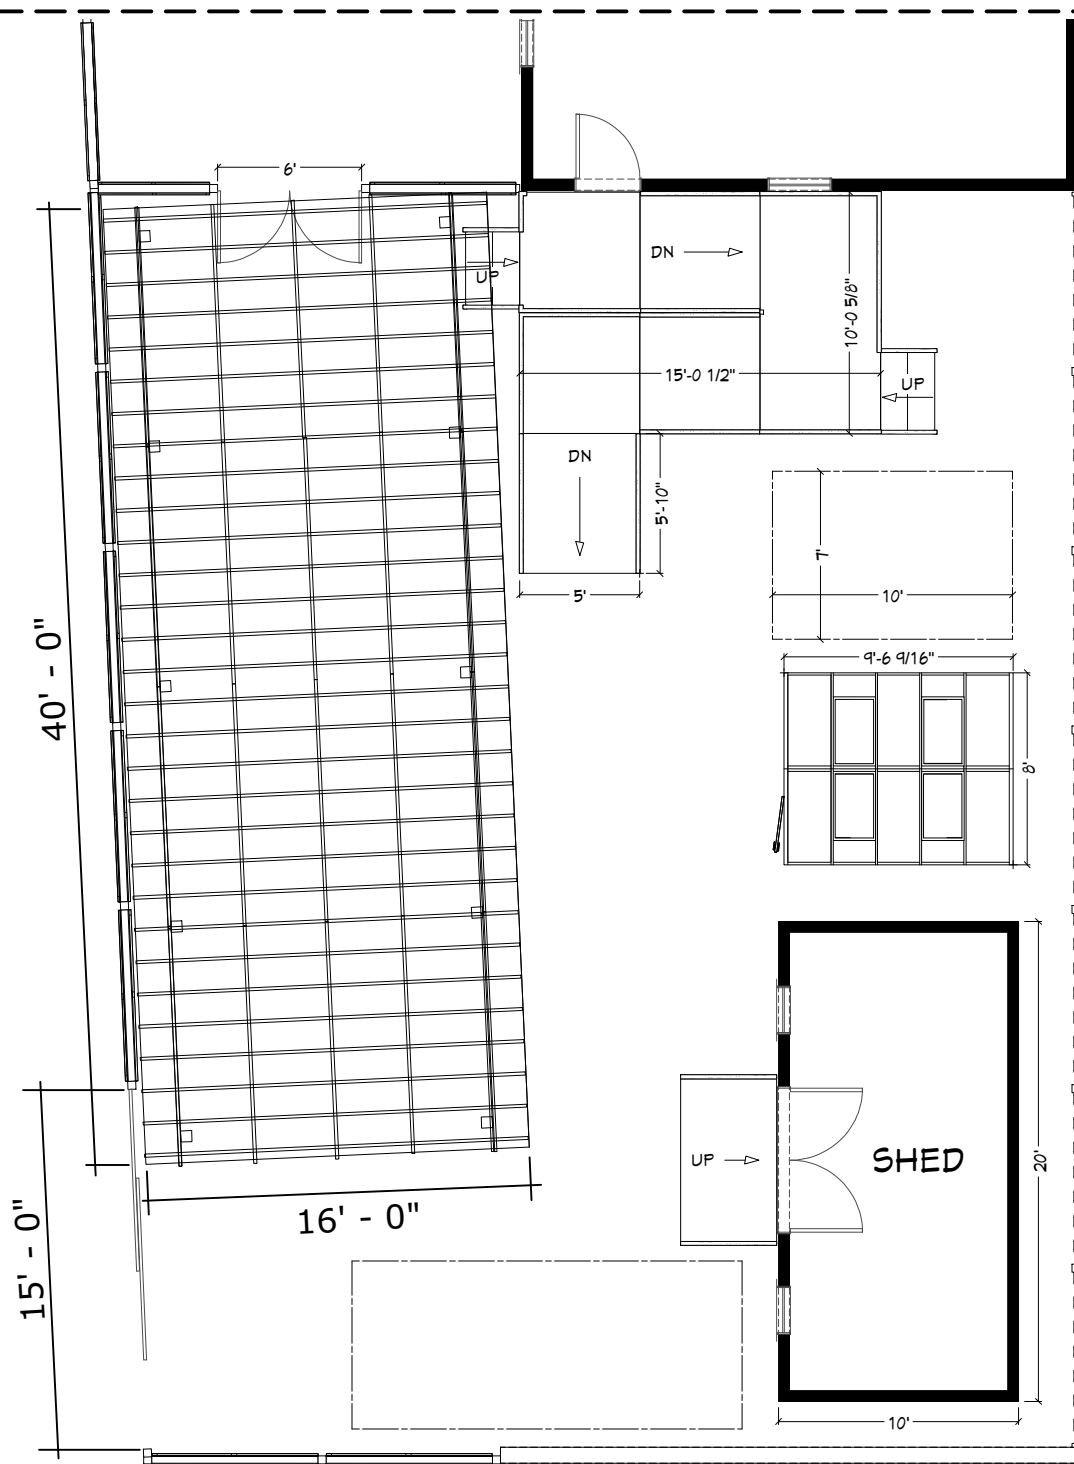 6'
DN
UP
10'-0 5/8"
15'-0 1/2"
UP
DN
5'-10"
7'
5'
10'
40' - 0"
9'-6 9/16"
8'
SHED
UP
20'
16' - 0"
15' - 0"
10'